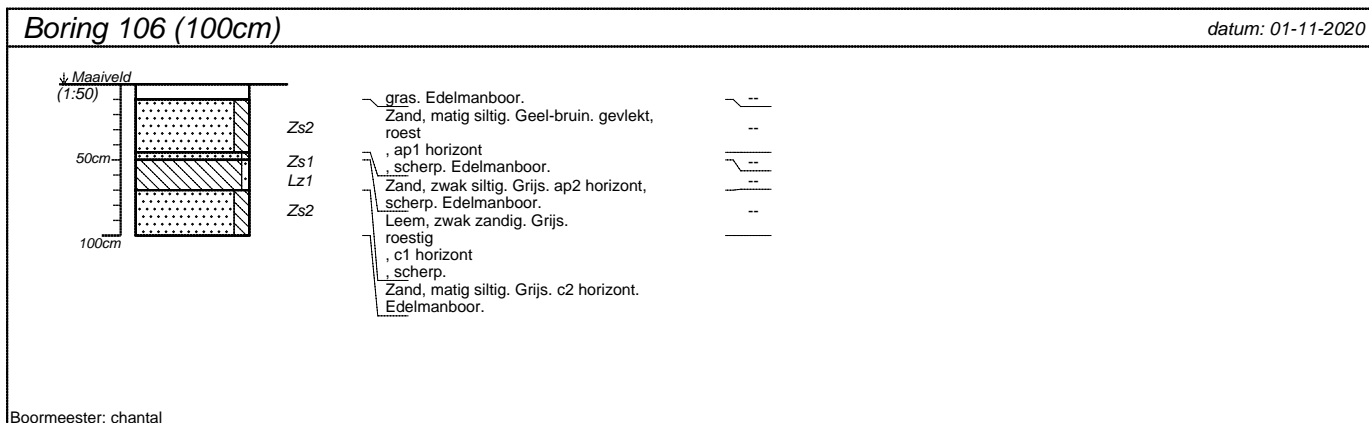 Boring 106 (100cm)
datum: 01-11-2020
Maaiveld
(1:50)
50cm
100cm
Zs2
Zs1
Lz1
Zs2
gras. Edelmanboor.
Zand, matig siltig. Geel-bruin. gevlekt,
roest
, ap1 horizont
, scherp. Edelmanboor.
Zand, zwak siltig. Grijs. ap2 horizont,
scherp. Edelmanboor.
Leem, zwak zandig. Grijs.
roestig
, c1 horizont
, scherp.
Zand, matig siltig. Grijs. c2 horizont.
Edelmanboor.
--
--
--
--
--
Boormeester: chantal